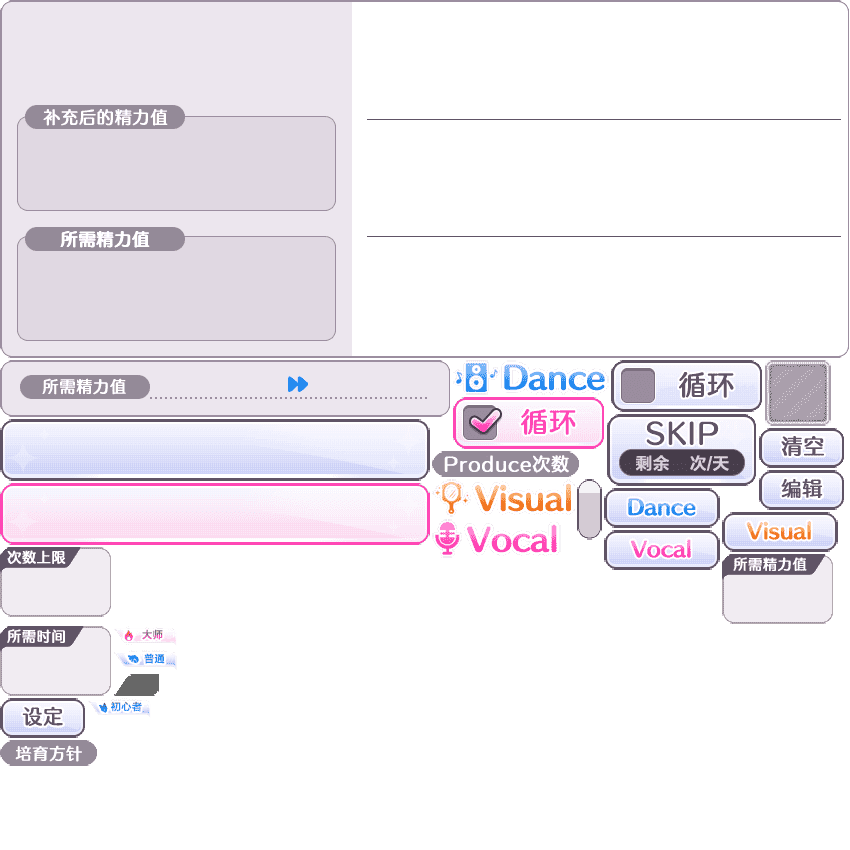 补充后的精力值
所需精力值
所需精力值
Dance
循环
循环
SKIP
剩余 次/天
清空
Produce次数
编辑
Visual
Dance
Visual
Vocal
Vocal
次数上限
所需精力值
所需时间
大师
普通
设定
初心者
培育方针